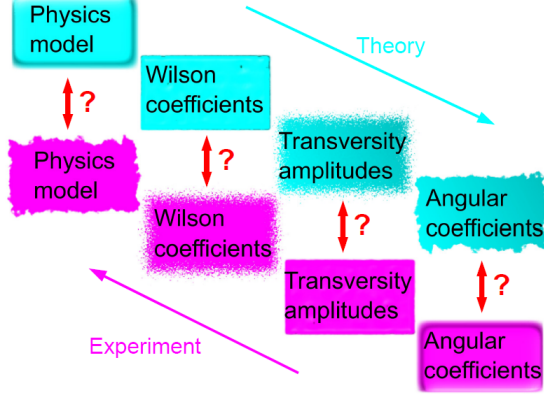 Physics
model
Theory
?
Wilson
coefficients
?
Transversity
amplitudes
Physics
model
Angular
coefficients
?
Wilson
coefficients
?
Transversity
amplitudes
Experiment
Angular
coefficients